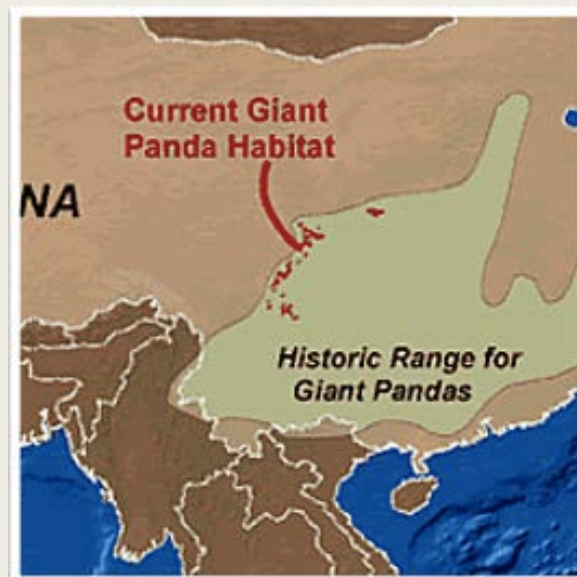 Current Giant
Panda Habitat
NA
Historic Range for
Giant Pandas